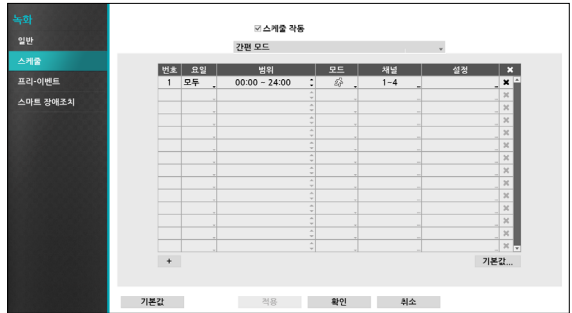 녹화
일반
스케줄
프리-이벤트
스마트 장애조치
스케줄 작동
간편 모드
번호 요일 범위 모드 채널 설정
1 모두 00:00 - 24:00 1-4
+ 기본값...
기본값 적용 확인 취소